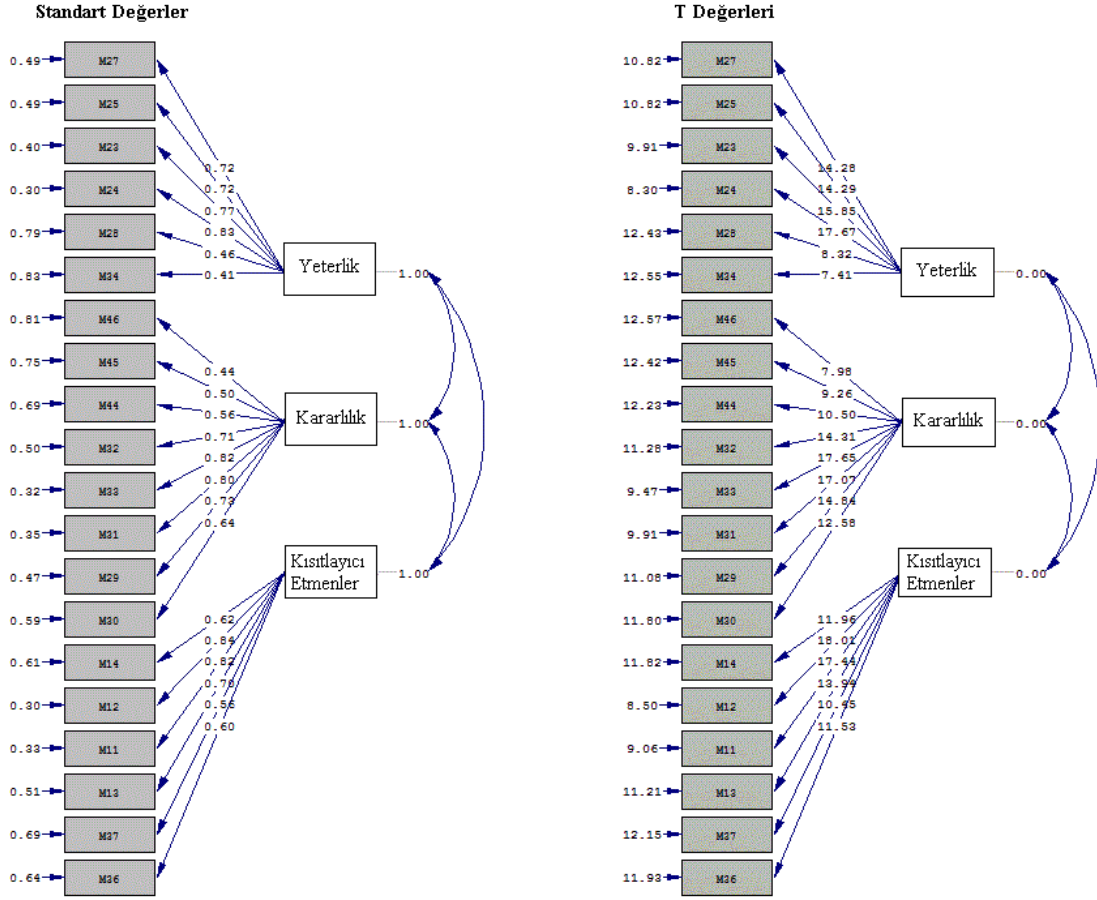 Standart Değerler
0.49 M27
0.49 M25
0.40 M23
0.30 M24
0.79 M28
0.83 M34
0.81 M46
0.75 M45
0.69 M44
0.50 M32
0.32 M33
0.35 M31
0.47 M29
0.59 M30
0.61 M14
0.30 M12
0.33 M11
0.51 M13
0.69 M37
0.64 M36
0.72
0.72
0.77
0.83
0.46
0.41
0.44
0.50
0.56
0.71
0.82
0.80
0.73
0.64
0.62
0.84
0.82
0.70
0.56
0.60
Yeterlik 1.00
Kararlılık 1.00
Kısıtlayıcı
Etmenler 1.00
T Değerleri
10.82 M27
10.82 M25
9.91 M23
8.30 M24
12.43 M28
12.55 M34
12.57 M46
12.42 M45
12.23 M44
11.28 M32
9.47 M33
9.91 M31
11.08 M29
11.80 M30
11.82 M14
8.50 M12
9.06 M11
11.21 M13
12.15 M37
11.93 M36
14.28
14.29
15.85
17.67
8.32
7.41
7.98
9.26
10.50
14.31
17.65
17.07
14.84
12.58
11.96
18.01
17.44
13.94
10.45
11.53
Yeterlik 0.00
Kararlılık 0.00
Kısıtlayıcı
Etmenler 0.00